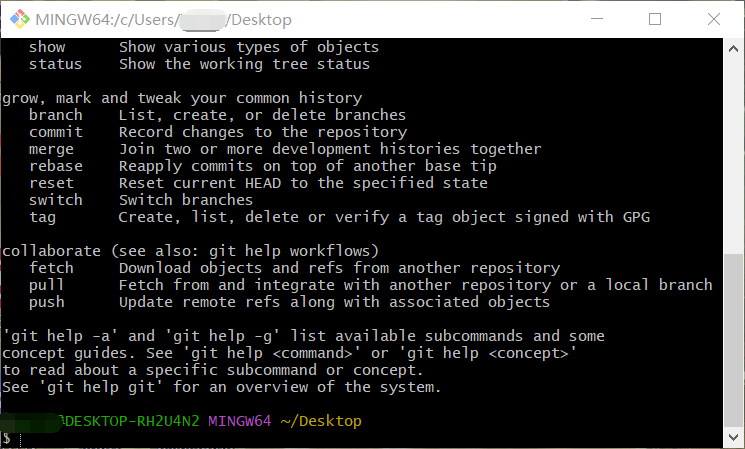 MINGW64:/c/Users/ /Desktop
show Show various types of objects
status Show the working tree status
grow, mark and tweak your common history
branch List, create, or delete branches
commit Record changes to the repository
merge Join two or more development histories together
rebase Reapply commits on top of another base tip
reset Reset current HEAD to the specified state
switch Switch branches
tag Create, list, delete or verify a tag object signed with GPG
collaborate (see also: git help workflows)
fetch Download objects and refs from another repository
pull Fetch from and integrate with another repository or a local branch
push Update remote refs along with associated objects
'git help -a' and 'git help -g' list available subcommands and some
concept guides. See 'git help <command>' or 'git help <concept>'
to read about a specific subcommand or concept.
See 'git help git' for an overview of the system.
@DESKTOP-RH2U4N2 MINGW64 ~/Desktop
$